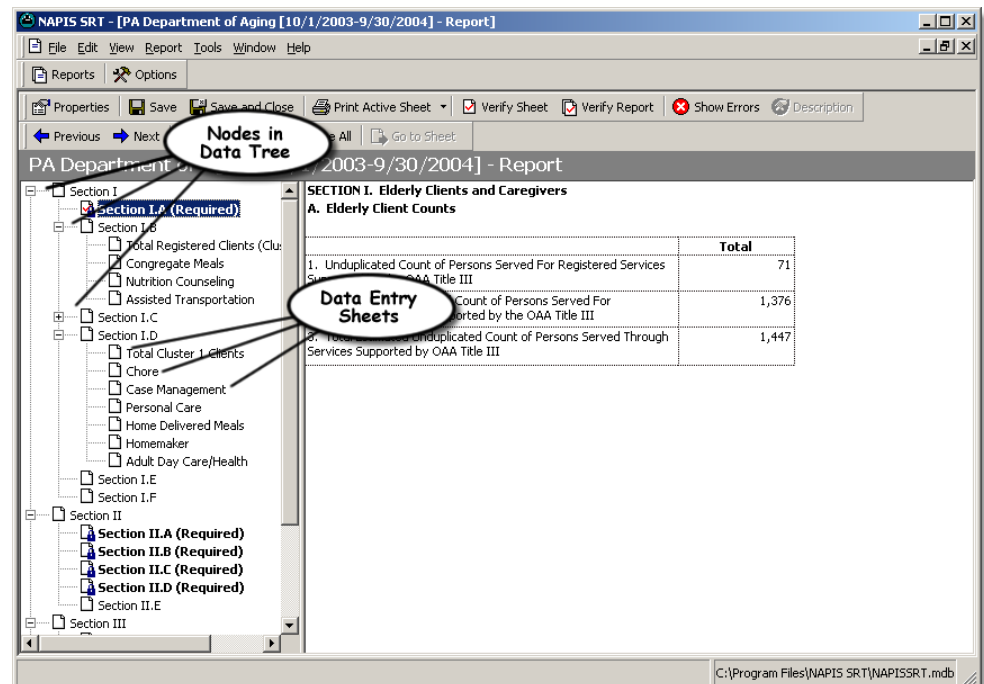 NAPIS SRT - [PA Department of Aging [10/1/2003-9/30/2004] - Report]
File Edit View Report Tools Window Help
Reports Options
Properties Save Save and Close Print Active Sheet Verify Sheet Verify Report Show Errors Description
Previous Next All Go to Sheet
Nodes in
Data Tree
PA Department /2003-9/30/2004] - Report
Section I
Section I.A (Required)
Section I.B
Total Registered Clients (Clus
Congregate Meals
Nutrition Counseling
Assisted Transportation
Section I.C
Section I.D
Total Cluster 1 Clients
Chore
Case Management
Personal Care
Home Delivered Meals
Homemaker
Adult Day Care/Health
Section I.E
Section I.F
Section II
Section II.A (Required)
Section II.B (Required)
Section II.C (Required)
Section II.D (Required)
Section II.E
Section III
SECTION I. Elderly Clients and Caregivers
A. Elderly Client Counts
Total
1. Unduplicated Count of Persons Served For Registered Services 71
OAA Title III
Count of Persons Served For 1,376
by the OAA Title III
3. Unduplicated Count of Persons Served Through 1,447
Services Supported by OAA Title III
Data Entry
Sheets
C:\Program Files\NAPIS SRT\NAPISSRT.mdb